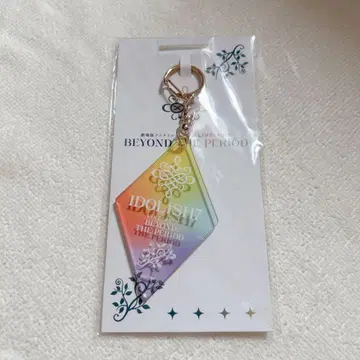 BEYOND THE PERiOD
IDOLiSH7
BEYOND
THE PERiOD